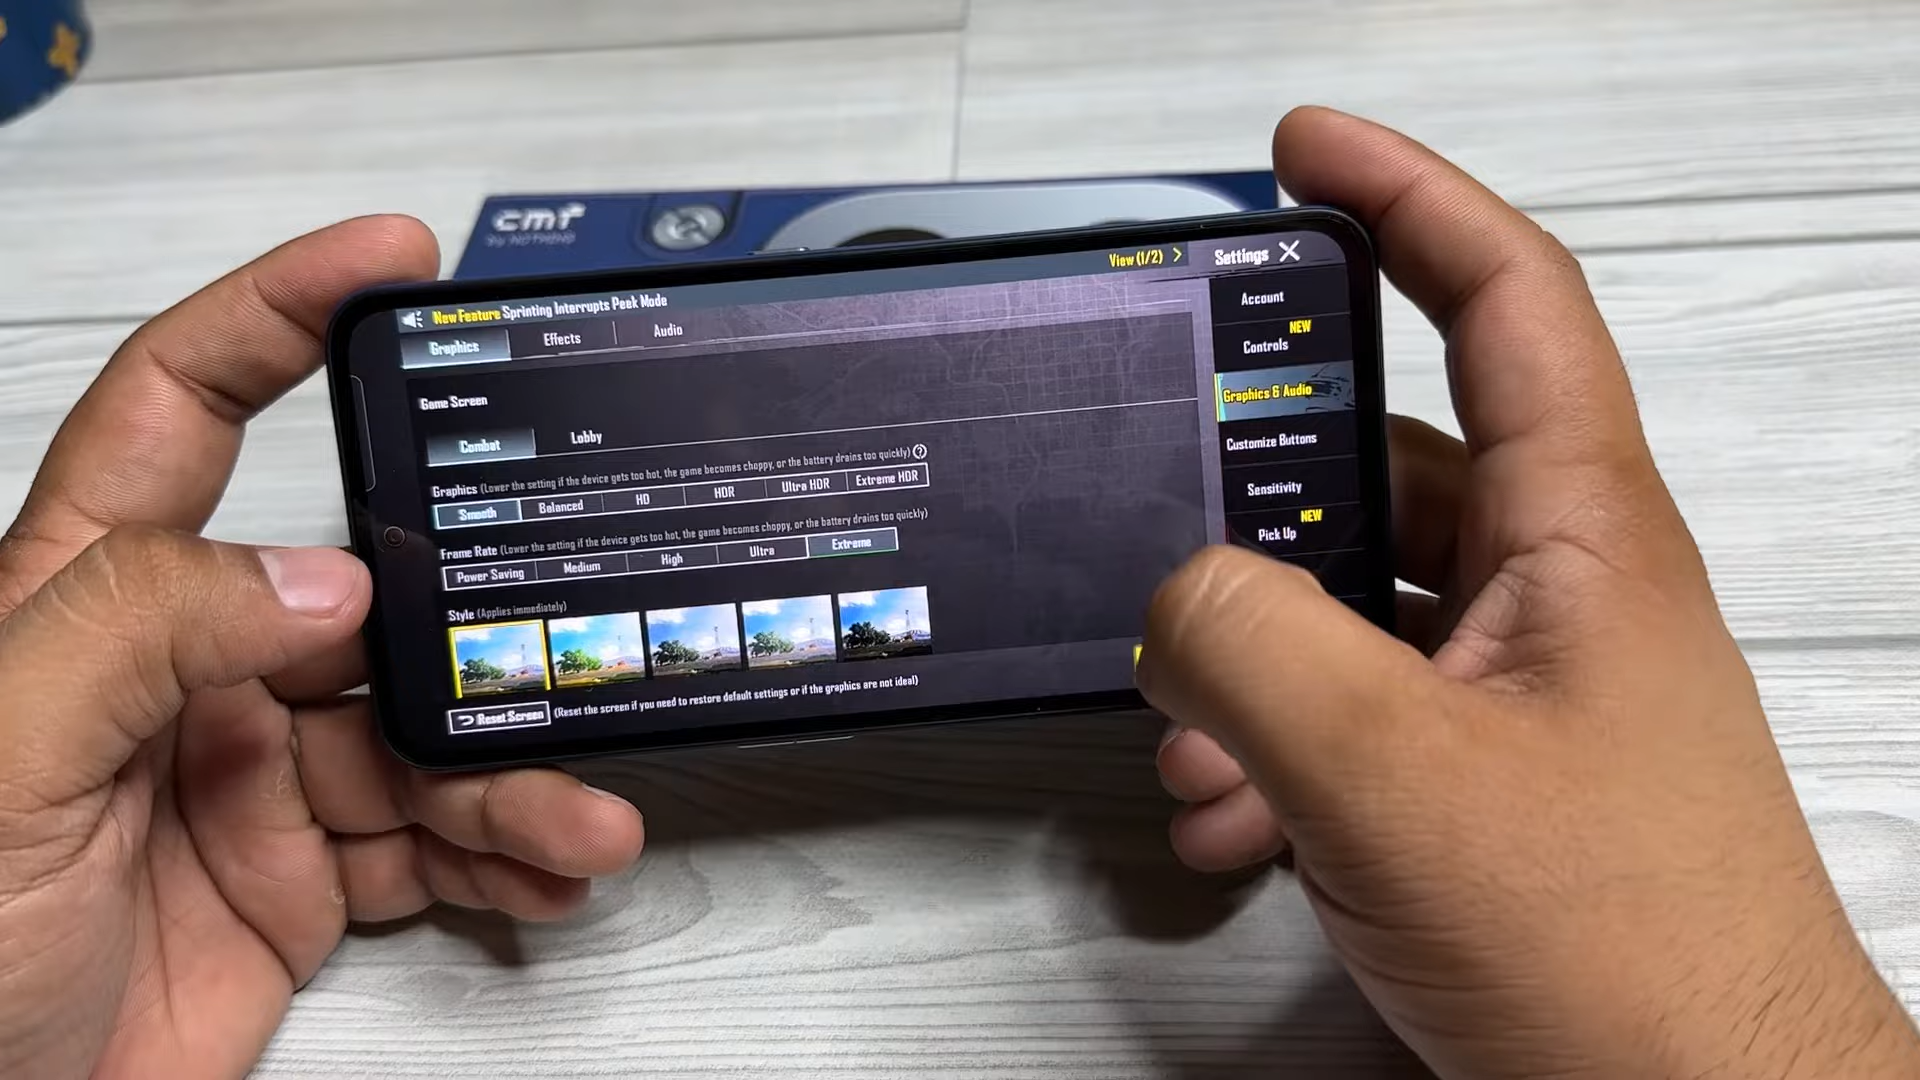 cmf
by NOTHING
View (1/2) >
Settings X
New Feature Sprinting Interrupts Peek Mode
Graphics
Effects
Audio
Account
NEW
Controls
Graphics & Audio
Customize Buttons
Sensitivity
NEW
Pick Up
Game Screen
Combat
Lobby
Graphics (Lower the setting if the device gets too hot, the game becomes choppy, or the battery drains too quickly) ?
Smooth
Balanced
HD
HDR
Ultra HDR
Extreme HDR
Frame Rate (Lower the setting if the device gets too hot, the game becomes choppy, or the battery drains too quickly)
Power Saving
Medium
High
Ultra
Extreme
Style (Applies immediately)
Reset Screen (Reset the screen if you need to restore default settings or if the graphics are not ideal)